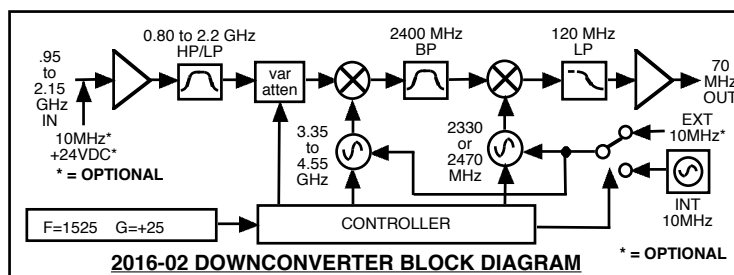 .95
to
2.15
GHz
IN
10MHz*
+24VDC*
* = OPTIONAL
0.80 to 2.2 GHz
HP/LP
var
atten
3.35
to
4.55
GHz
2400 MHz
BP
2330
or
2470
MHz
120 MHz
LP
70
MHz
OUT
EXT
10MHz*
INT
10MHz
* = OPTIONAL
F=1525 G=+25
CONTROLLER
2016-02 DOWNCONVERTER BLOCK DIAGRAM